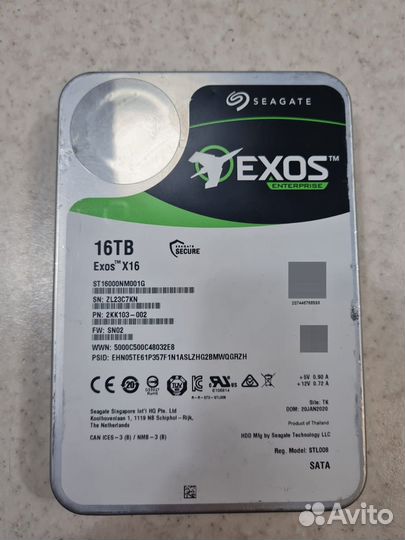 SEAGATE
EXOS™
ENTERPRISE
16TB
Exos™ X16
SEAGATE
SECURE
ST16000NM001G
SN: ZL23C7KN
PN: 2KK103-002
FW: SN02
WWN: 5000C500C48032E8
PSID: EHN05TE61P357F1N1ASLZHG2BMWQGRZH
+5V 0.90 A
+12V 0.72 A
Seagate Singapore Int'l HQ Pte. Ltd
Koolhovenlaan 1, 1119 NB Schiphol-Rijk,
The Netherlands
CAN ICES-3 (B) / NMB-3 (B)
Site: TK
DOM: 20JAN2020
Product of Thailand
HDD Mfg by Seagate Technology LLC
Reg. Model: STL008
SATA
Avito